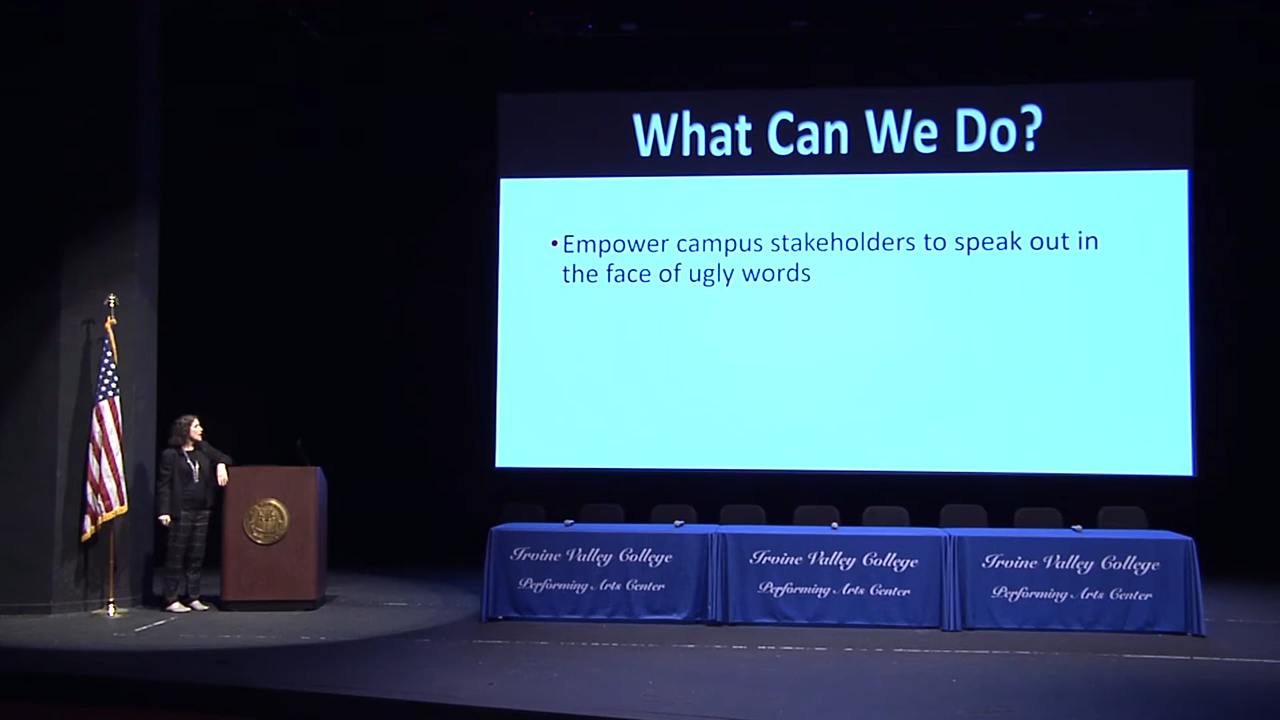 What Can We Do?
•Empower campus stakeholders to speak out in
the face of ugly words
Irvine Valley College
Performing Arts Center
Irvine Valley College
Performing Arts Center
Irvine Valley College
Performing Arts Center